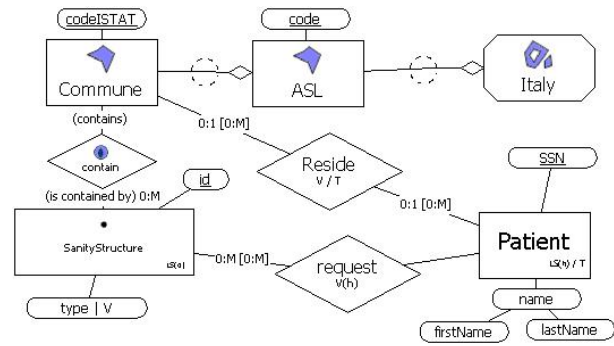 codeISTAT
code
Commune
ASL
Italy
(contains)
0:1 [0:M]
contain
Reside
V / T
SSN
(is contained by) 0:M
id
0:1 [0:M]
SanityStructure
LS(d)
0:M [0:M]
request
V(h)
Patient
LS(h) / T
type | V
name
firstName
lastName